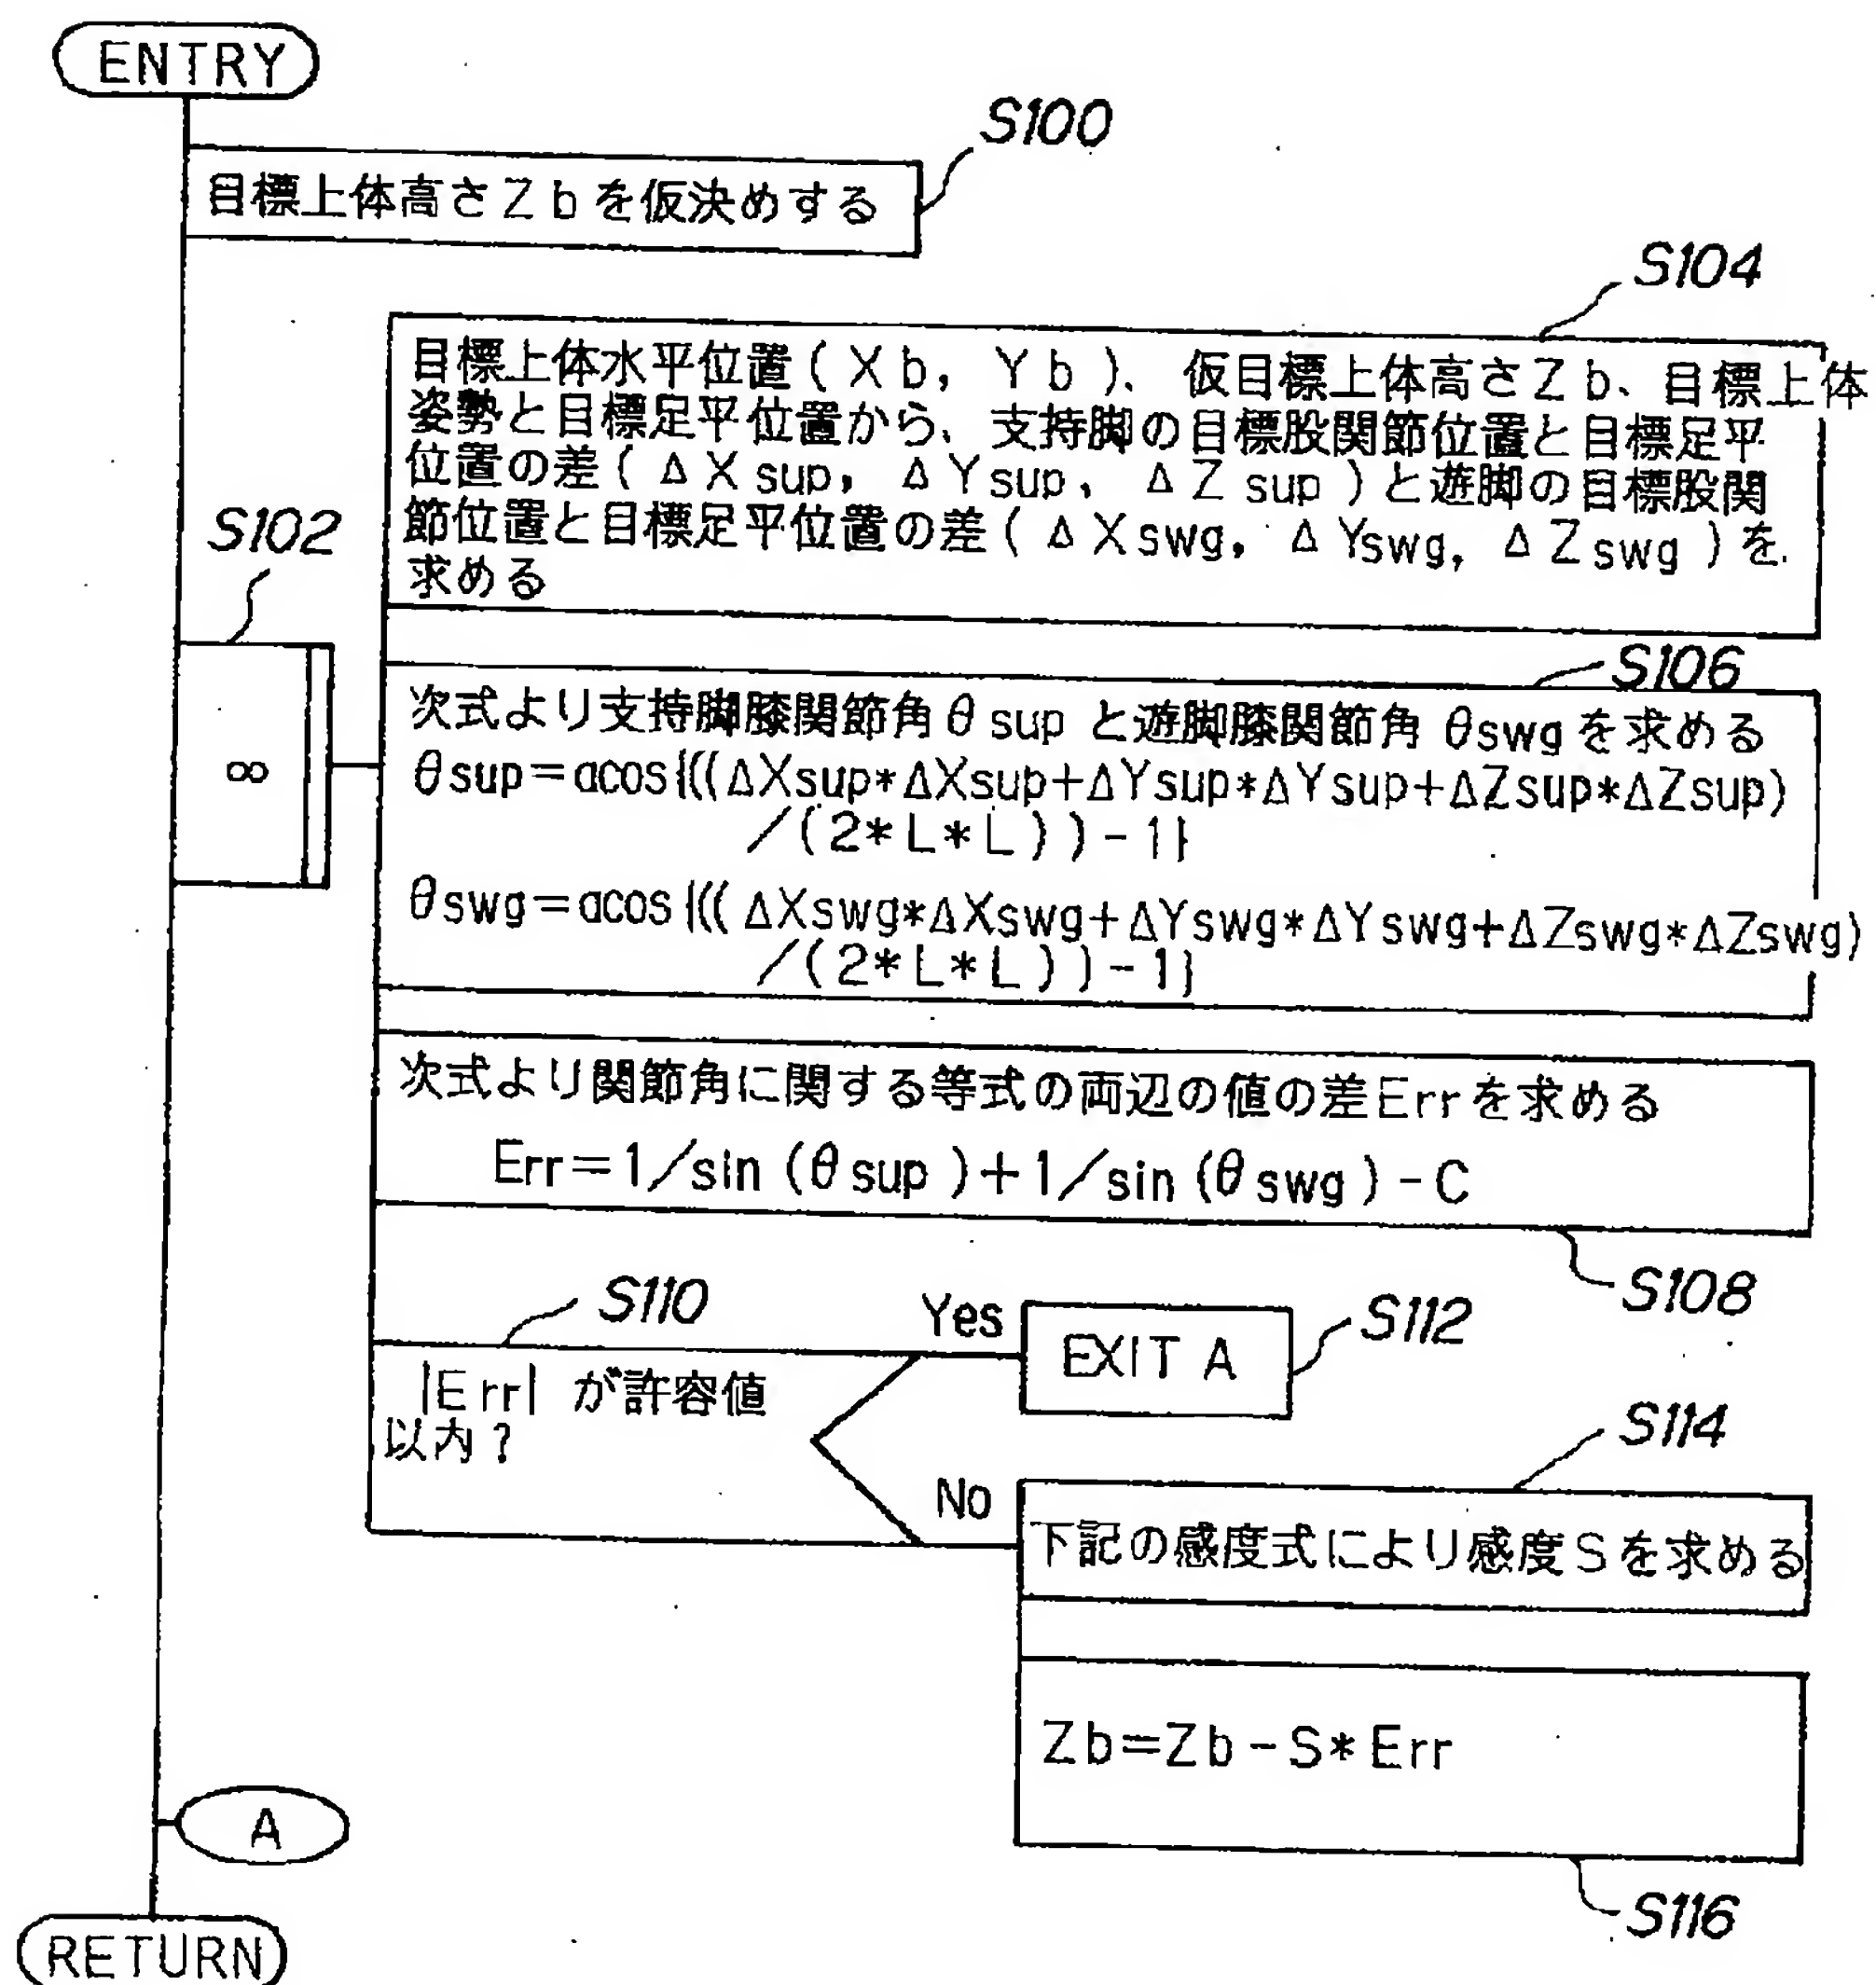 ENTRY
S100
目標上体高さZbを仮決めする
S104
目標上体水平位置(Xb, Yb)、仮目標上体高さZb、目標上体
姿勢と目標足平位置から、支持脚の目標股関節位置と目標足平
位置の差(ΔXsup, ΔYsup, ΔZsup)と遊脚の目標股関
節位置と目標足平位置の差(ΔXswg, ΔYswg, ΔZswg)を
求める
S102
∞
S106
次式より支持脚膝関節角θsupと遊脚膝関節角θswgを求める
θsup=acos{((ΔXsup*ΔXsup+ΔYsup*ΔYsup+ΔZsup*ΔZsup)
/(2*L*L))-1}
θswg=acos{((ΔXswg*ΔXswg+ΔYswg*ΔYswg+ΔZswg*ΔZswg)
/(2*L*L))-1}
次式より関節角に関する等式の両辺の値の差Errを求める
Err=1/sin(θsup)+1/sin(θswg)-C
S108
S110
|Err|が許容値
以内?
Yes
EXIT A
S112
No
S114
下記の感度式により感度Sを求める
Zb=Zb-S*Err
S116
A
RETURN